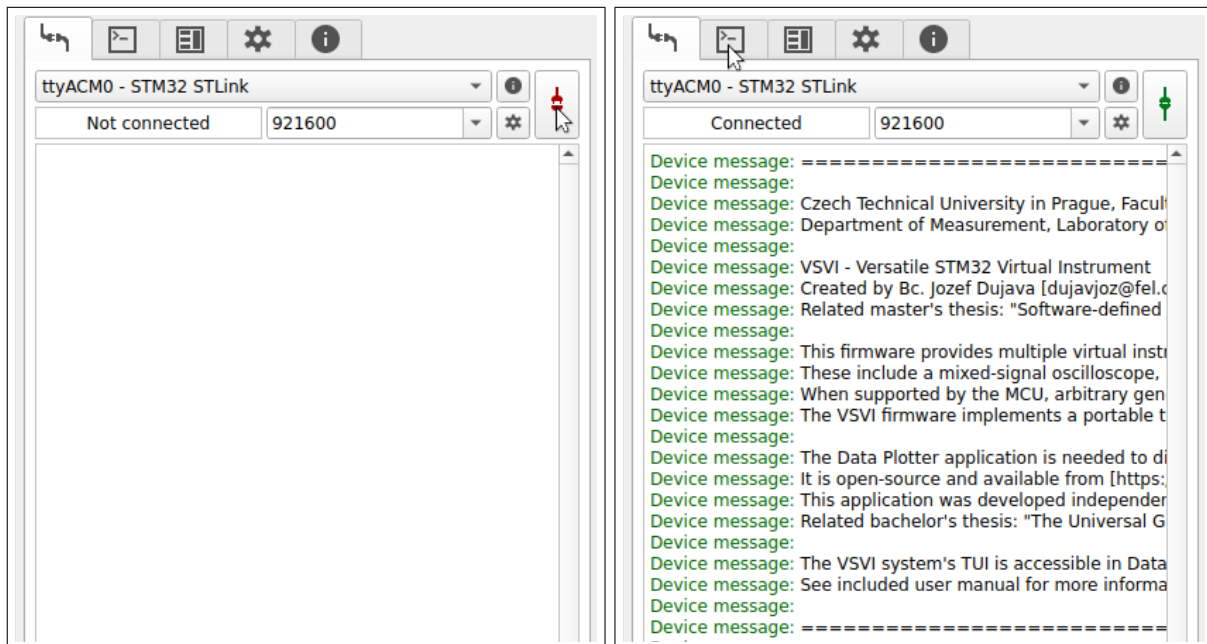 ttyACM0 - STM32 STLink
Not connected
921600
ttyACM0 - STM32 STLink
Connected
921600
Device message: ==========================
Device message:
Device message: Czech Technical University in Prague, Facul
Device message: Department of Measurement, Laboratory o
Device message:
Device message: VSVI - Versatile STM32 Virtual Instrument
Device message: Created by Bc. Jozef Dujava [dujavjoz@fel.c
Device message: Related master's thesis: "Software-defined
Device message:
Device message: This firmware provides multiple virtual inst
Device message: These include a mixed-signal oscilloscope,
Device message: When supported by the MCU, arbitrary gen
Device message: The VSVI firmware implements a portable t
Device message:
Device message: The Data Plotter application is needed to di
Device message: It is open-source and available from [https:
Device message: This application was developed independer
Device message: Related bachelor's thesis: "The Universal G
Device message:
Device message: The VSVI system's TUI is accessible in Data
Device message: See included user manual for more informa
Device message:
Device message: ==========================